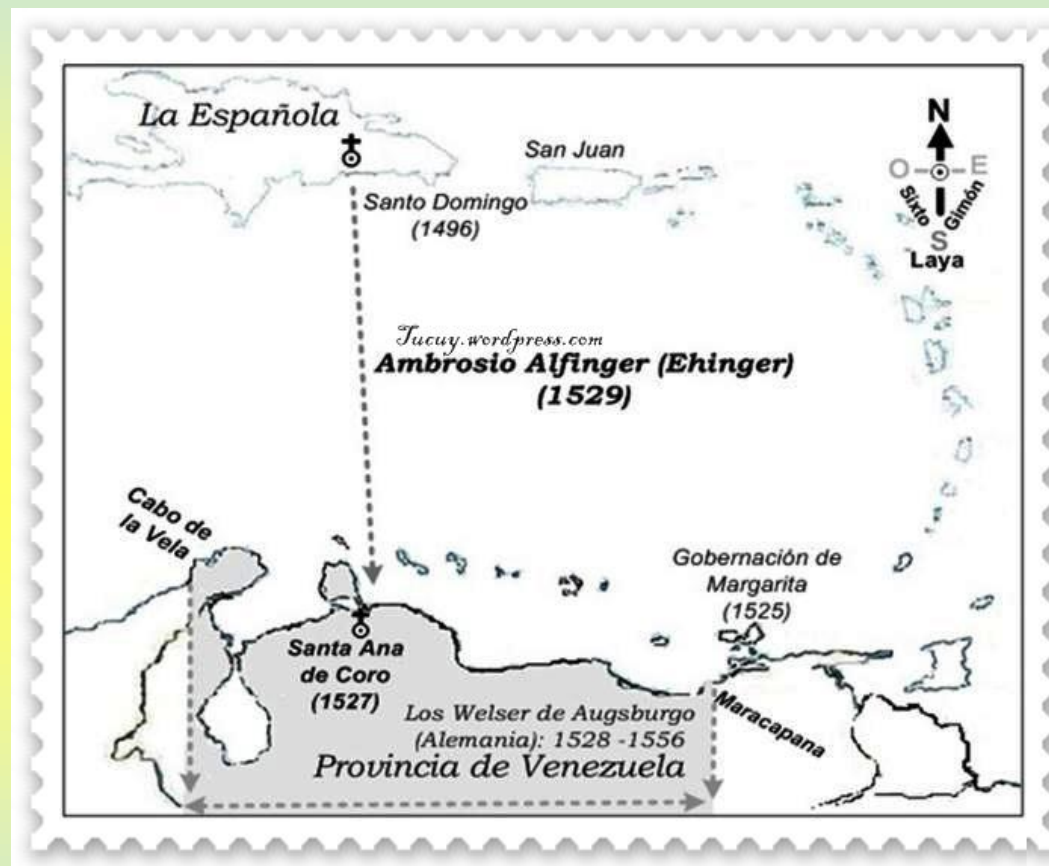 La Española
San Juan
Santo Domingo
(1496)
N
O E
Sixto Gimón
S
Laya
Tucuy.wordpress.com
Ambrosio Alfinger (Ehinger)
(1529)
Cabo de
la Vela
Gobernación de
Margarita
(1525)
Santa Ana
de Coro
(1527)
Los Welser de Augsburgo
(Alemania): 1528 -1556
Provincia de Venezuela
Maracapana